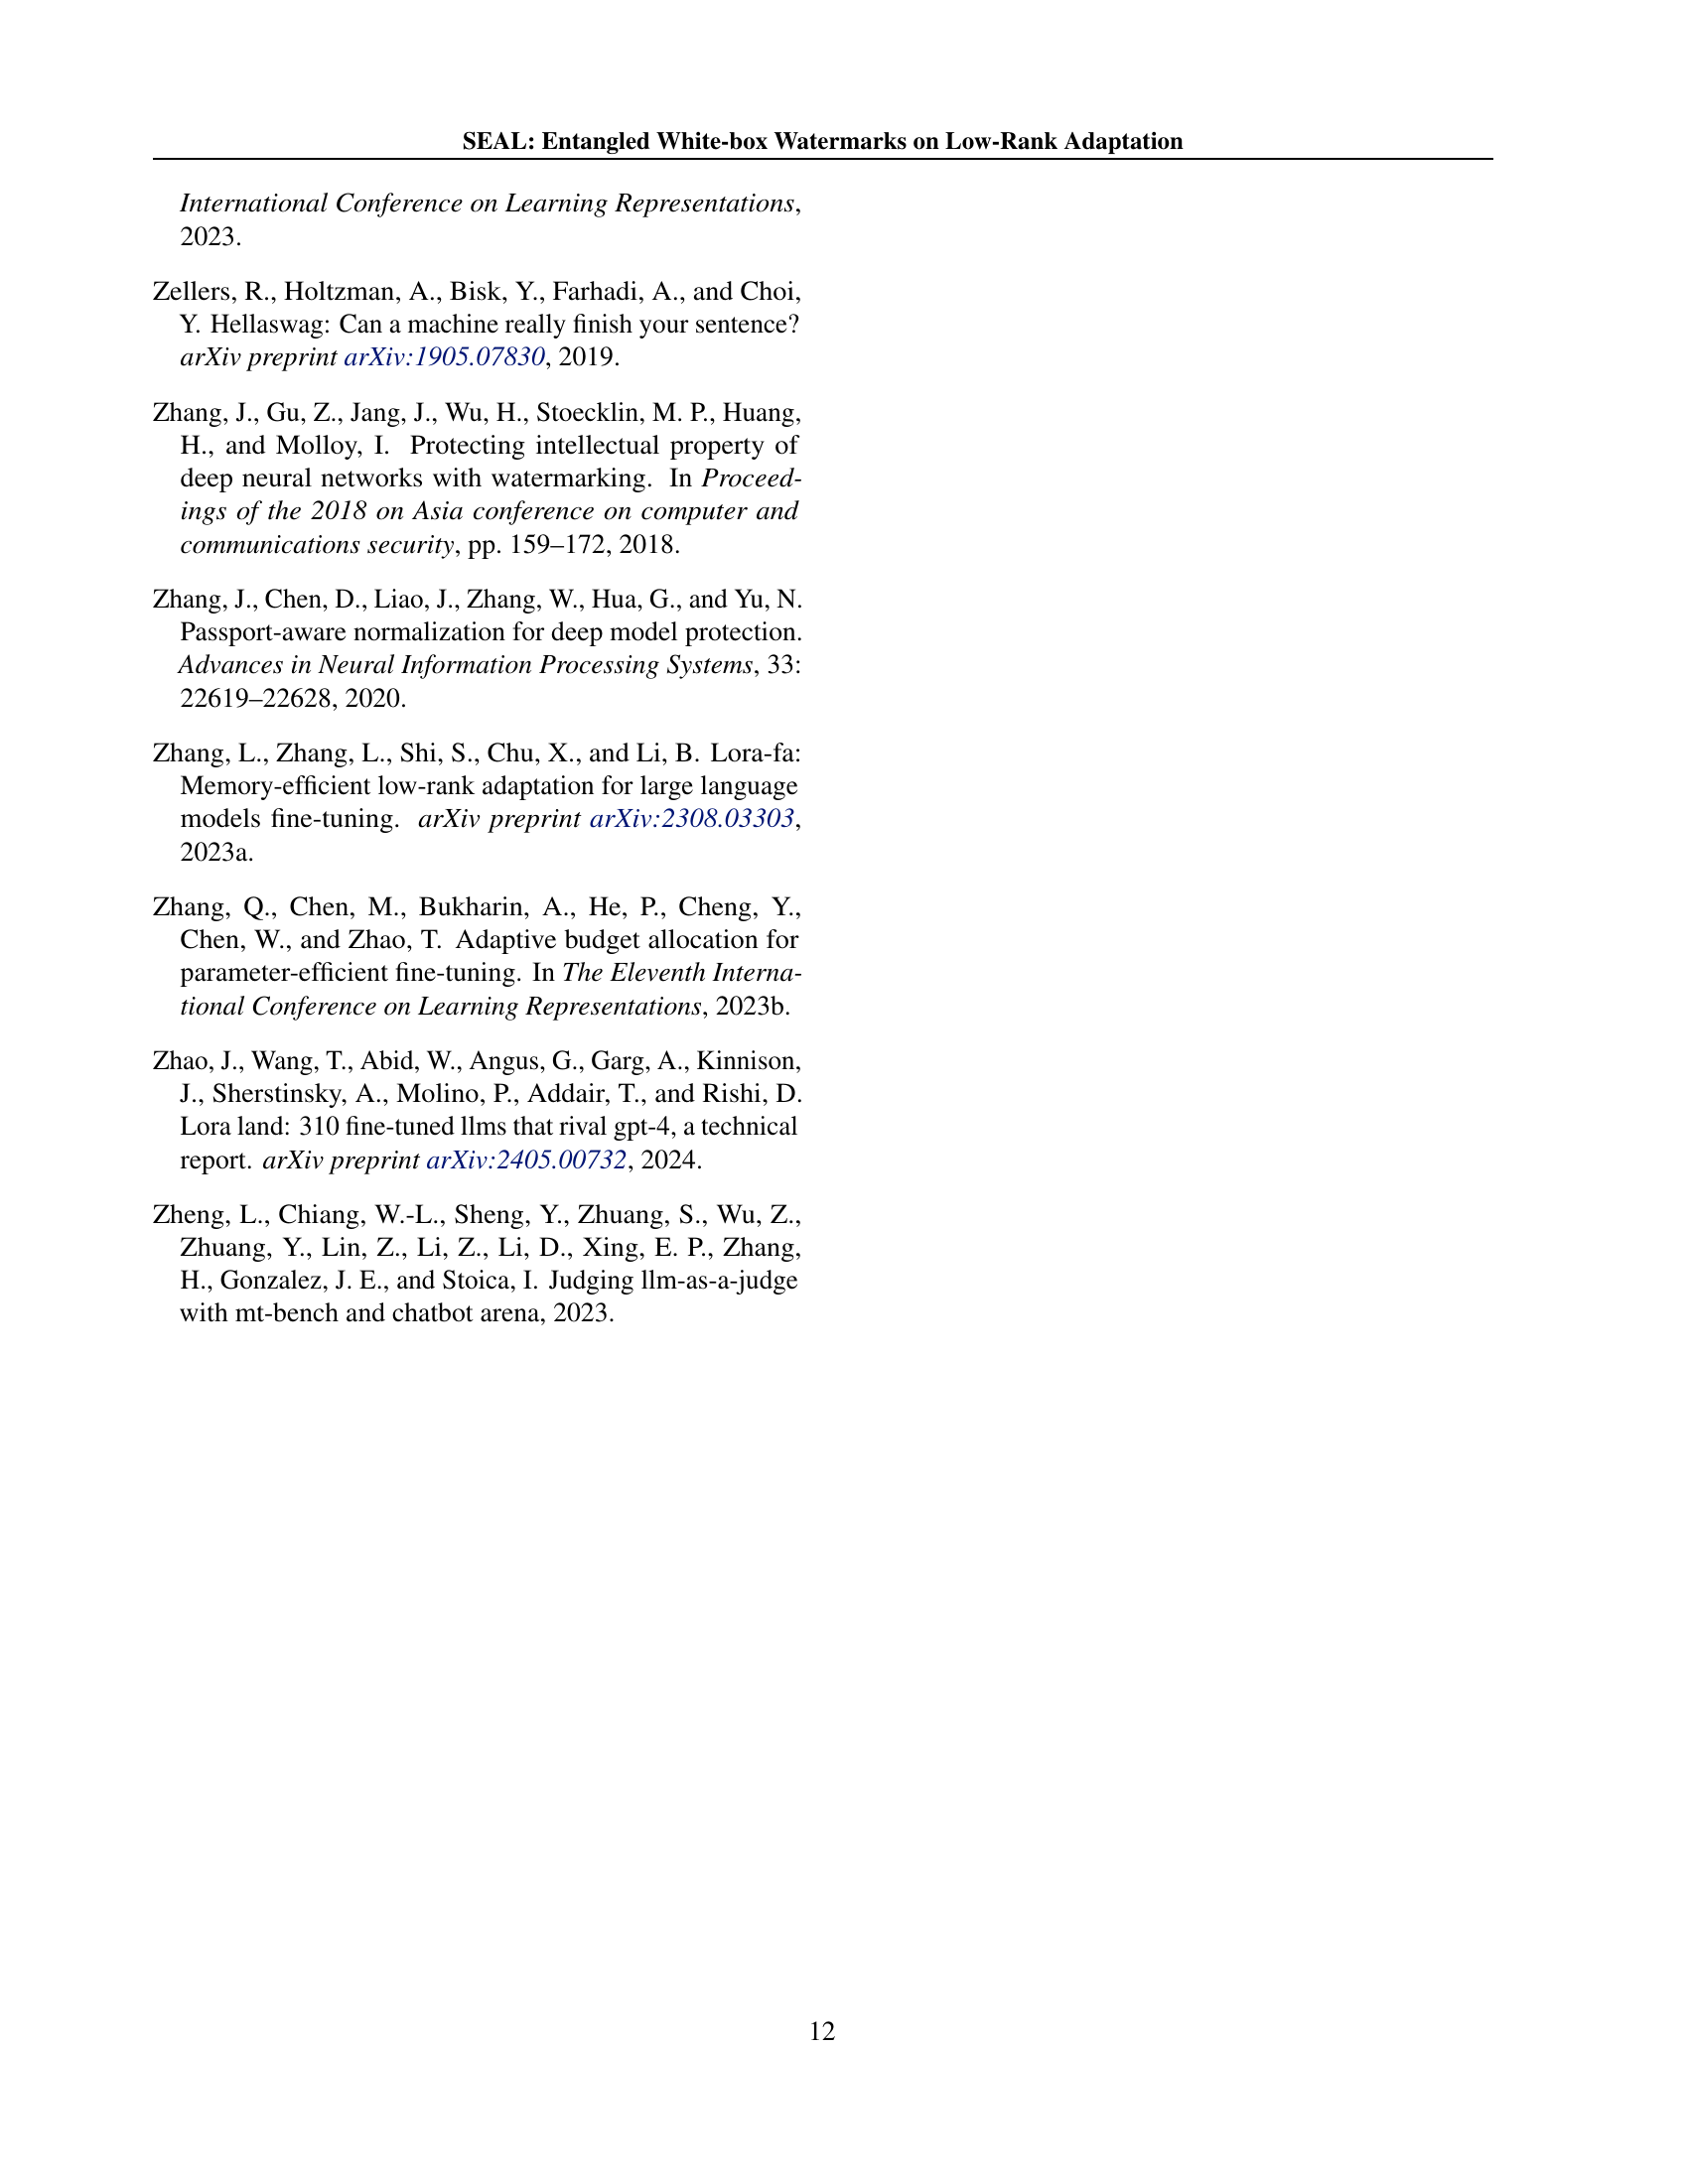 SEAL: Entangled White-box Watermarks on Low-Rank Adaptation
International Conference on Learning Representations,
2023.
Zellers, R., Holtzman, A., Bisk, Y., Farhadi, A., and Choi,
Y. Hellaswag: Can a machine really finish your sentence?
arXiv preprint arXiv:1905.07830, 2019.
Zhang, J., Gu, Z., Jang, J., Wu, H., Stoecklin, M. P., Huang,
H., and Molloy, I. Protecting intellectual property of
deep neural networks with watermarking. In Proceed-
ings of the 2018 on Asia conference on computer and
communications security, pp. 159–172, 2018.
Zhang, J., Chen, D., Liao, J., Zhang, W., Hua, G., and Yu, N.
Passport-aware normalization for deep model protection.
Advances in Neural Information Processing Systems, 33:
22619–22628, 2020.
Zhang, L., Zhang, L., Shi, S., Chu, X., and Li, B. Lora-fa:
Memory-efficient low-rank adaptation for large language
models fine-tuning. arXiv preprint arXiv:2308.03303,
2023a.
Zhang, Q., Chen, M., Bukharin, A., He, P., Cheng, Y.,
Chen, W., and Zhao, T. Adaptive budget allocation for
parameter-efficient fine-tuning. In The Eleventh Interna-
tional Conference on Learning Representations, 2023b.
Zhao, J., Wang, T., Abid, W., Angus, G., Garg, A., Kinnison,
J., Sherstinsky, A., Molino, P., Addair, T., and Rishi, D.
Lora land: 310 fine-tuned llms that rival gpt-4, a technical
report. arXiv preprint arXiv:2405.00732, 2024.
Zheng, L., Chiang, W.-L., Sheng, Y., Zhuang, S., Wu, Z.,
Zhuang, Y., Lin, Z., Li, Z., Li, D., Xing, E. P., Zhang,
H., Gonzalez, J. E., and Stoica, I. Judging llm-as-a-judge
with mt-bench and chatbot arena, 2023.
12